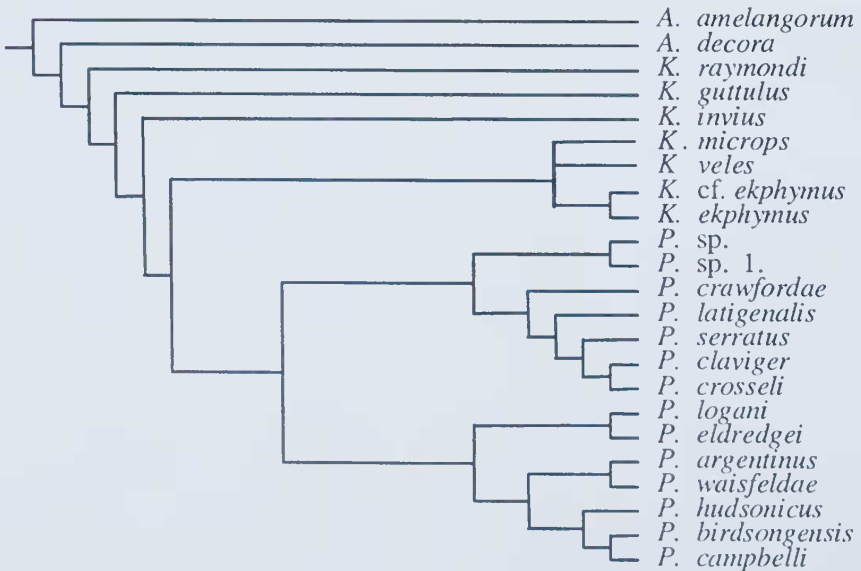 A. amelangorum
A. decora
K. raymondi
K. guttulus
K. invius
K. microps
K veles
K. cf. ekphymus
K. ekphymus
P. sp.
P. sp. 1.
P. crawfordae
P. latigenalis
P. serratus
P. claviger
P. crosseli
P. logani
P. eldredgei
P. argentinus
P. waisfeldae
P. hudsonicus
P. birdsongensis
P. campbelli